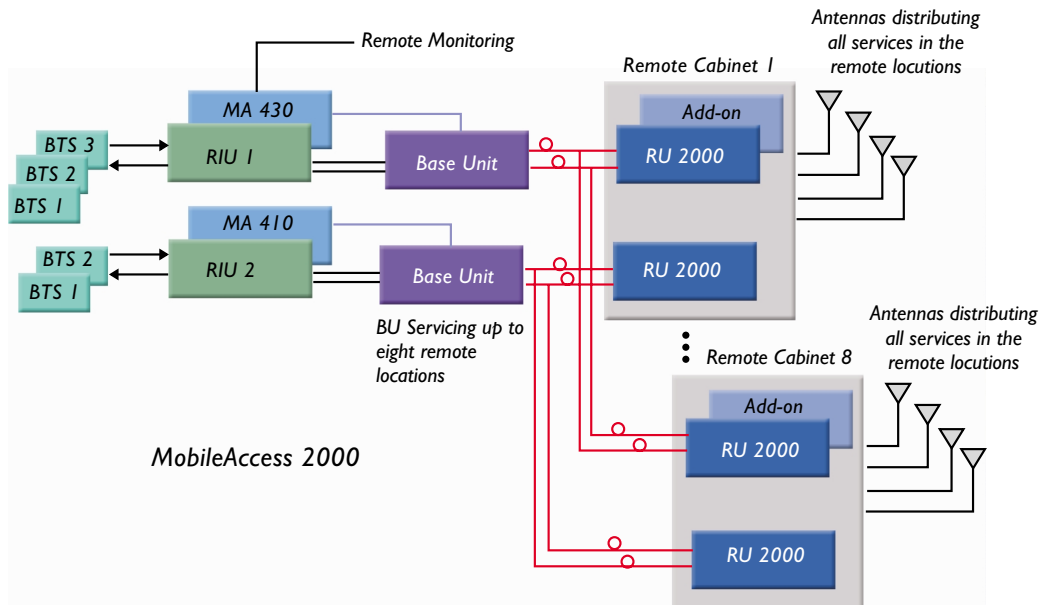 Remote Monitoring
Antennas distributing
all services in the
remote locutions
Remote Cabinet 1
MA 430
Add-on
BTS 3
BTS 2
BTS 1
RIU 1
Base Unit
RU 2000
MA 410
BTS 2
BTS 1
RIU 2
Base Unit
RU 2000
BU Servicing up to
eight remote
locations
Antennas distributing
all services in the
remote locutions
Remote Cabinet 8
Add-on
RU 2000
MobileAccess 2000
RU 2000